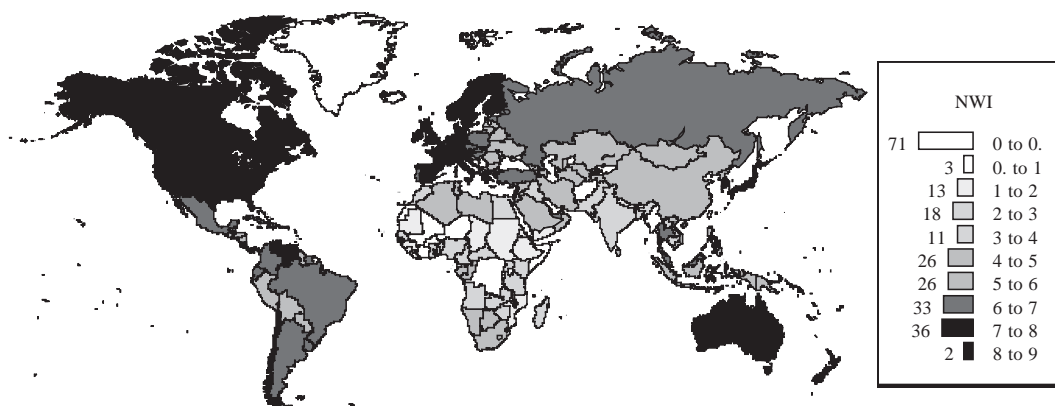 NWI
71 0 to 0.
3 0. to 1
13 1 to 2
18 2 to 3
11 3 to 4
26 4 to 5
26 5 to 6
33 6 to 7
36 7 to 8
2 8 to 9